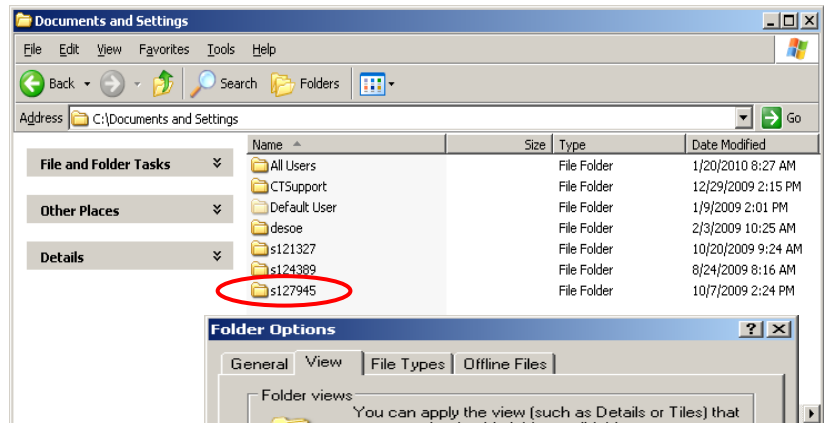 Documents and Settings
File Edit View Favorites Tools Help
Back Search Folders
Address C:\Documents and Settings Go
Name Size Type Date Modified
File and Folder Tasks
Other Places
Details
All Users File Folder 1/20/2010 8:27 AM
CTSupport File Folder 12/29/2009 2:15 PM
Default User File Folder 1/9/2009 2:01 PM
desoe File Folder 2/3/2009 10:25 AM
s121327 File Folder 10/20/2009 9:24 AM
s124389 File Folder 8/24/2009 8:16 AM
s127945 File Folder 10/7/2009 2:24 PM
Folder Options
General View File Types Offline Files
Folder views
You can apply the view (such as Details or Tiles) that